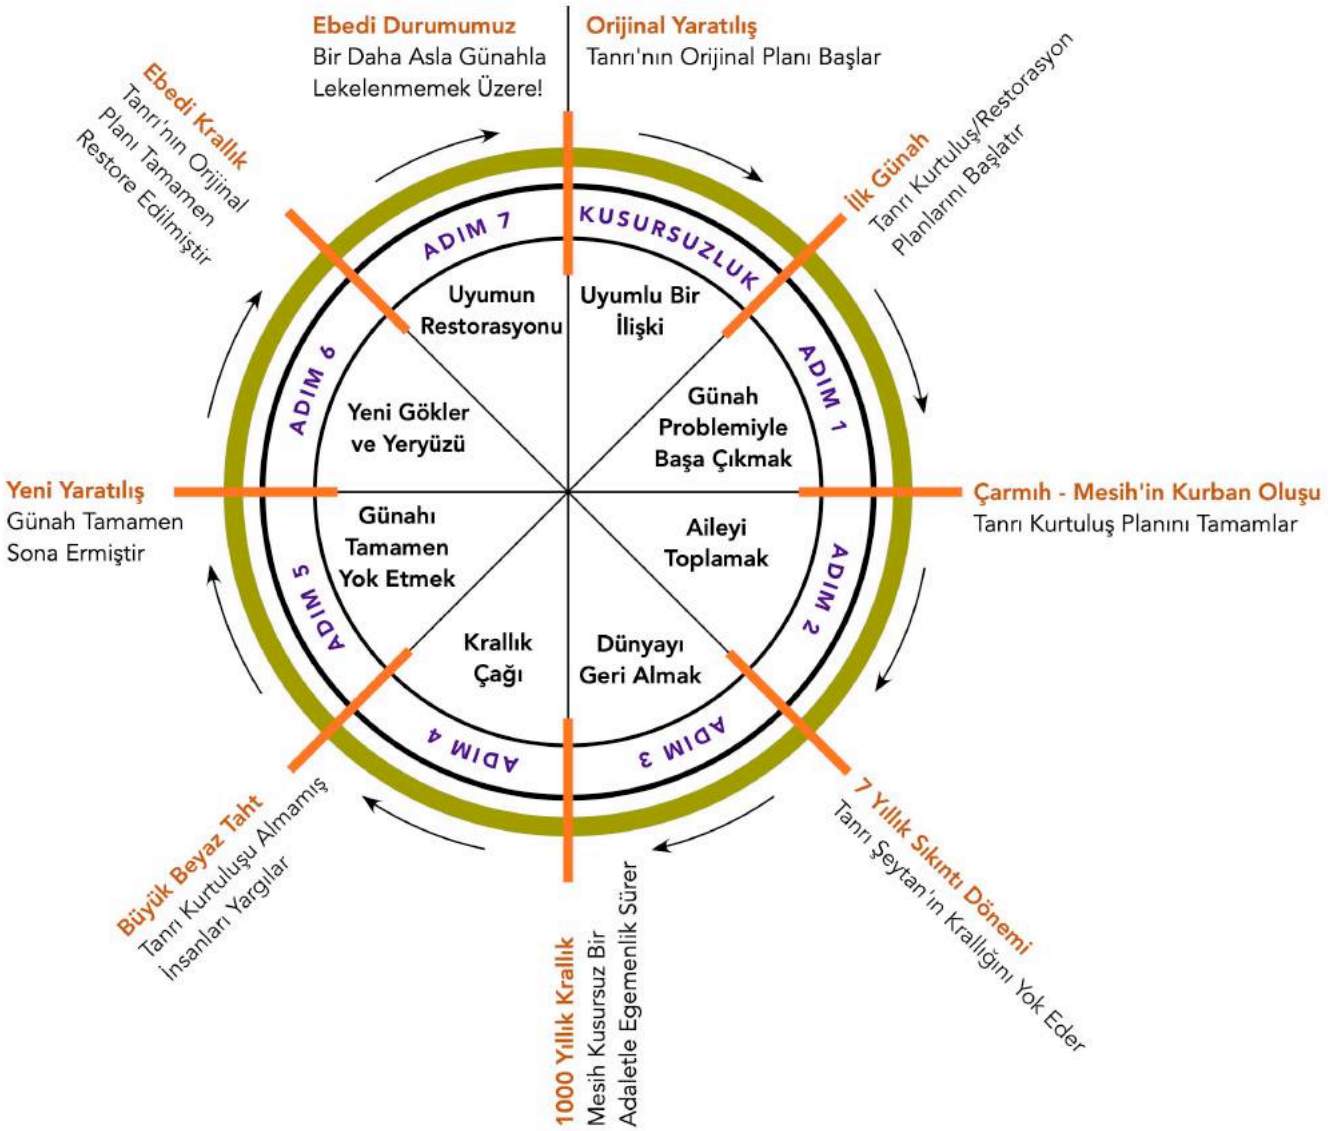 Ebedi Durumumuz
Bir Daha Asla Günahla
Lekelenmemek Üzere!
Orijinal Yaratılış
Tanrı'nın Orijinal Planı Başlar
İlk Günah
Tanrı Kurtuluş/Restorasyon
Planlarını Başlatır
Çarmıh - Mesih'in Kurban Oluşu
Tanrı Kurtuluş Planını Tamamlar
7 Yıllık Sıkıntı Dönemi
Tanrı Şeytan'ın Krallığını Yok Eder
1000 Yıllık Krallık
Mesih Kusursuz Bir
Adaletle Egemenlik Sürer
Büyük Beyaz Taht
Tanrı Kurtuluşu Almamış
İnsanları Yargılar
Yeni Yaratılış
Günah Tamamen
Sona Ermiştir
Ebedi Krallık
Tanrı'nın Orijinal
Planı Tamamen
Restore Edilmiştir
KUSURSUZLUK
Uyumlu Bir
İlişki
ADIM 1
Günah
Problemiyle
Başa Çıkmak
ADIM 2
Aileyi
Toplamak
ADIM 3
Dünyayı
Geri Almak
ADIM 4
Krallık
Çağı
ADIM 5
Günahı
Tamamen
Yok Etmek
ADIM 6
Yeni Gökler
ve Yeryüzü
ADIM 7
Uyumun
Restorasyonu